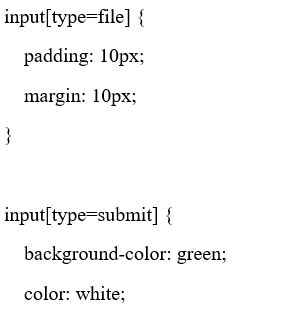 input[type=file] {
padding: 10px;
margin: 10px;
}
input[type=submit] {
background-color: green;
color: white;